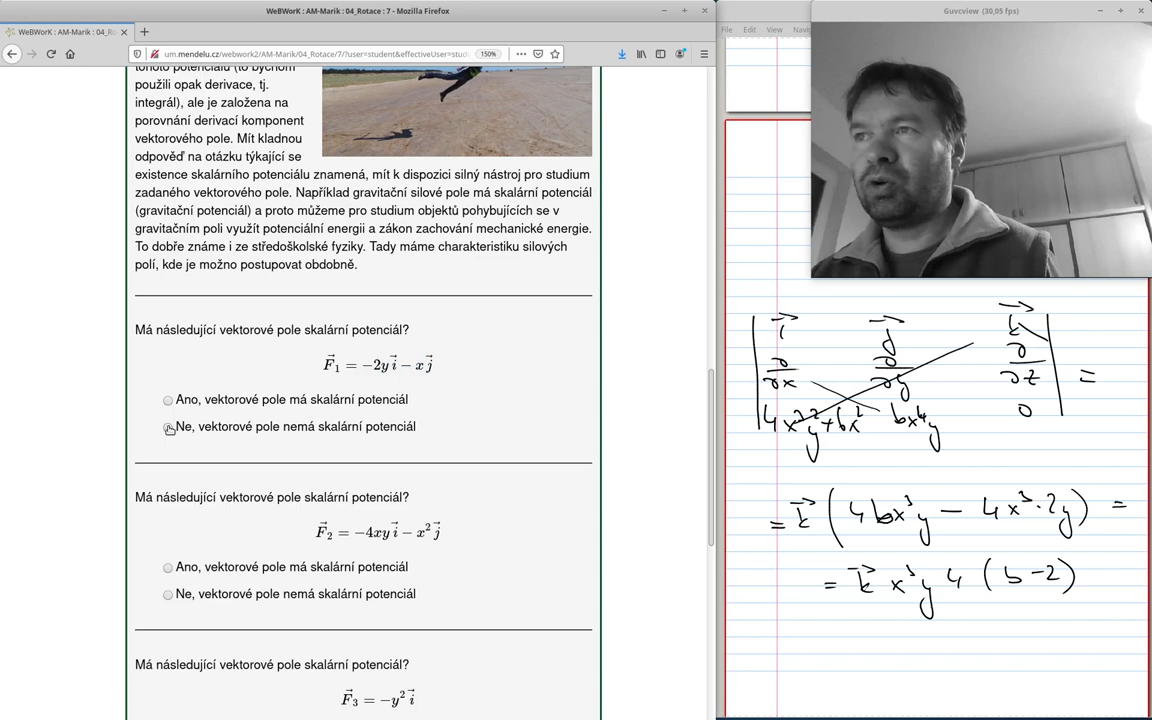 WeBWorK : AM-Marik : 04_Rotace : 7 - Mozilla Firefox
Guvcview (30,05 fps)
WeBWorK : AM-Marik : 04_Ro
um.mendelu.cz/webwork2/AM-Marik/04_Rotace/7/?user=student&effectiveUser=stud
150%
File Edit View Navi
tohoto potenciálu (to bychom
použili opak derivace, tj.
integrál), ale je založena na
porovnání derivací komponent
vektorového pole. Mít kladnou
odpověď na otázku týkající se
existence skalárního potenciálu znamená, mít k dispozici silný nástroj pro studium
zadaného vektorového pole. Například gravitační silové pole má skalární potenciál
(gravitační potenciál) a proto můžeme pro studium objektů pohybujících se v
gravitačním poli využít potenciální energii a zákon zachování mechanické energie.
To dobře známe i ze středoškolské fyziky. Tady máme charakteristiku silových
polí, kde je možno postupovat obdobně.
Má následující vektorové pole skalární potenciál?
F⃗₁ = −2y i⃗ − x j⃗
Ano, vektorové pole má skalární potenciál
Ne, vektorové pole nemá skalární potenciál
Má následující vektorové pole skalární potenciál?
F⃗₂ = −4xy i⃗ − x² j⃗
Ano, vektorové pole má skalární potenciál
Ne, vektorové pole nemá skalární potenciál
Má následující vektorové pole skalární potenciál?
F⃗₃ = −y² i⃗
i⃗ j⃗ k⃗
∂/∂x ∂/∂y ∂/∂z =
4x³y²+bx² bx⁴y 0
= k⃗ (4bx³y − 4x³·2y) =
= k⃗ x³y 4 (b−2)